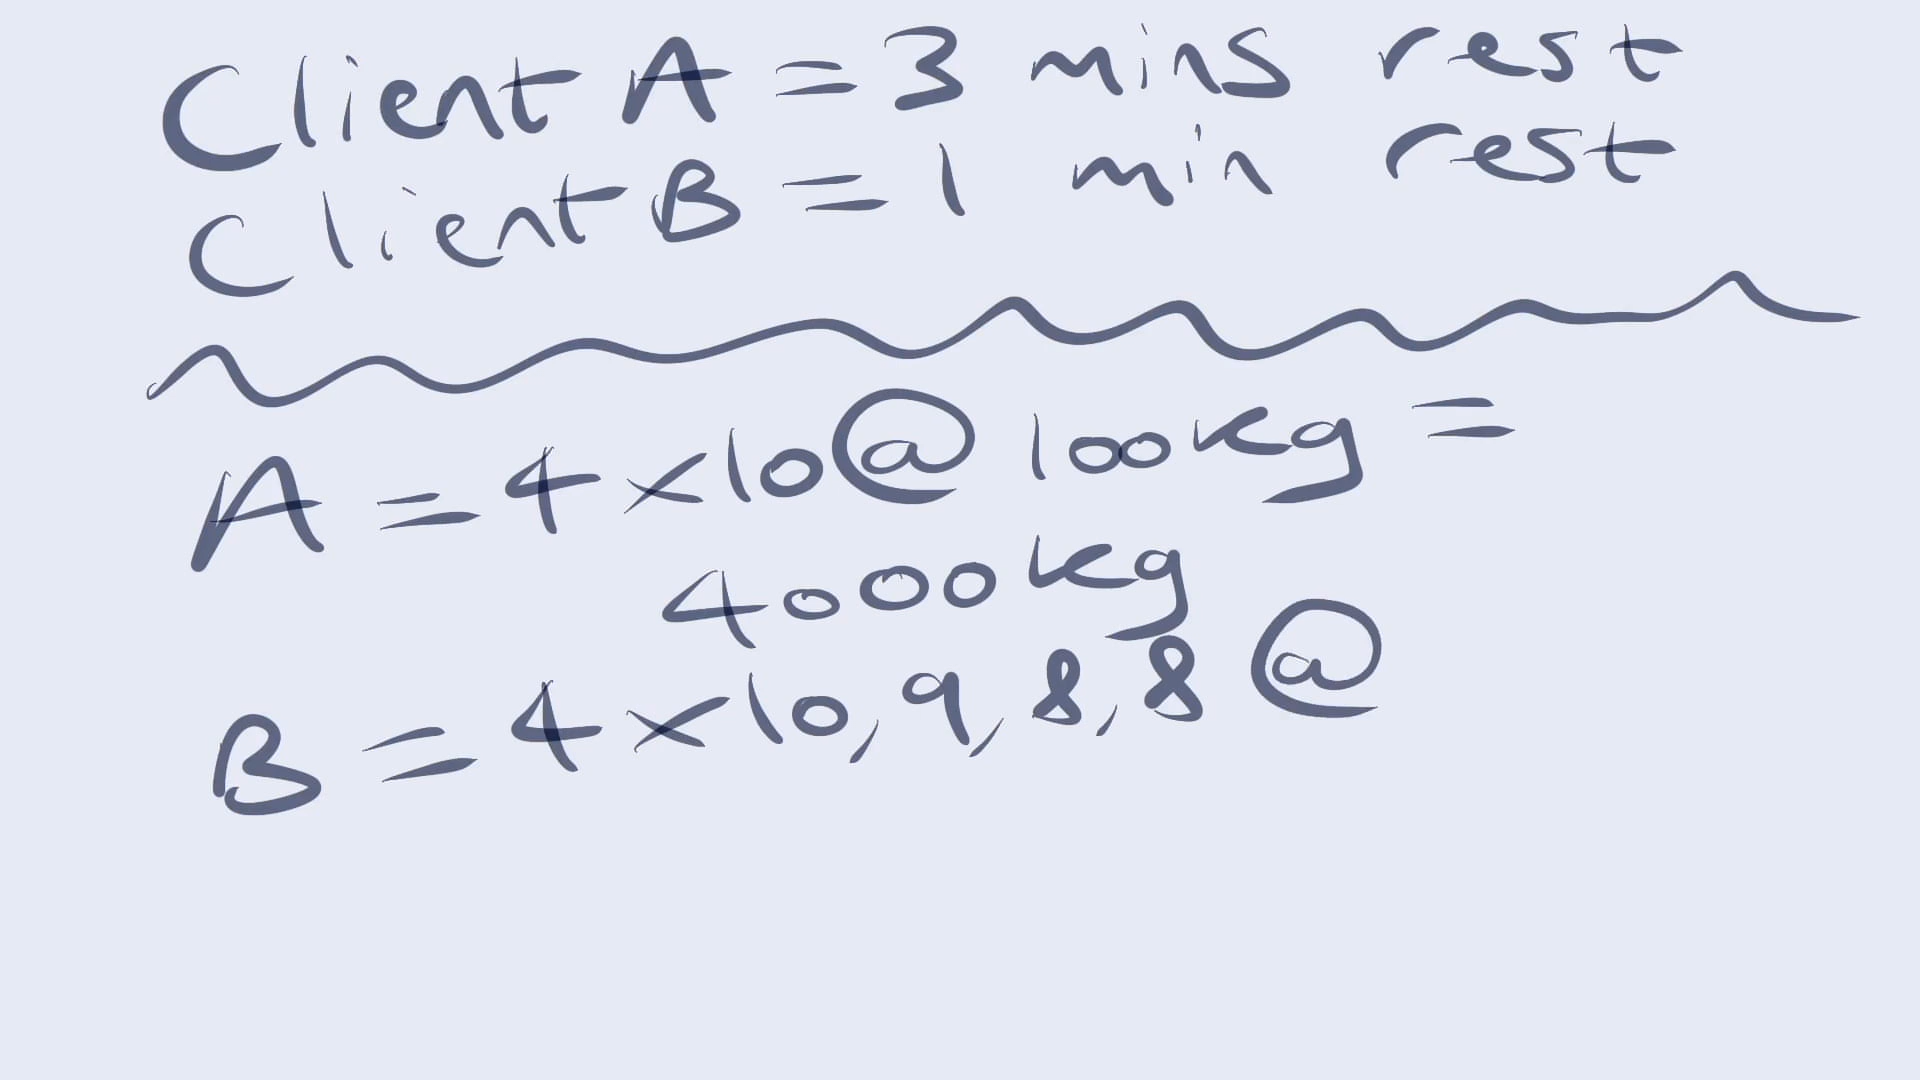 Client A = 3 mins rest
Client B = 1 min rest
A = 4 x 10 @ 100kg =
4000kg
B = 4 x 10, 9, 8, 8 @